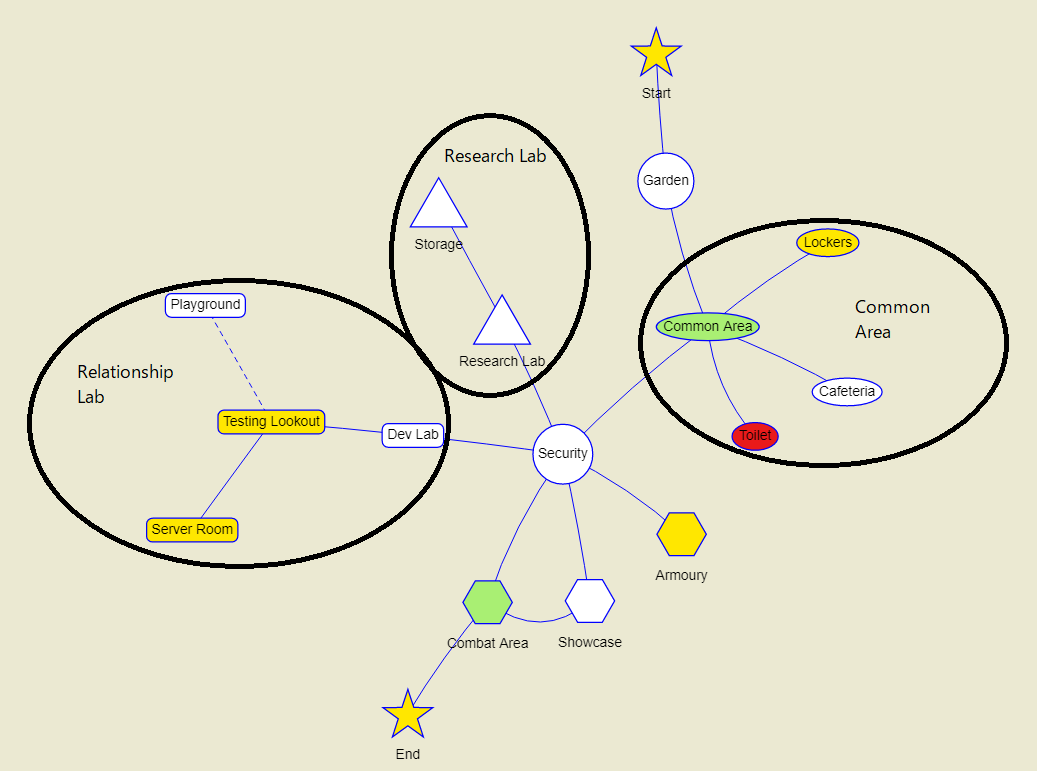 Start
Research Lab
Garden
Storage
Lockers
Playground
Common
Area
Common Area
Research Lab
Relationship
Lab
Cafeteria
Testing Lookout
Dev Lab
Toilet
Security
Server Room
Armoury
Combat Area
Showcase
End